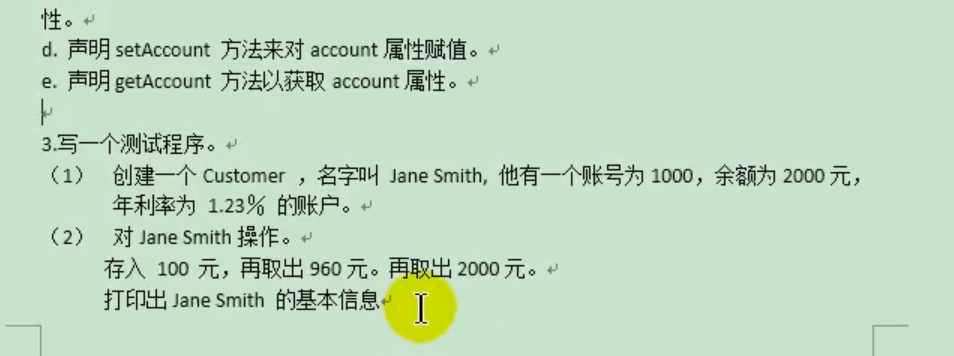 性。
d. 声明 setAccount 方法来对 account 属性赋值。
e. 声明 getAccount 方法以获取 account 属性。
3.写一个测试程序。
（1） 创建一个 Customer ，名字叫 Jane Smith, 他有一个账号为 1000，余额为 2000 元，
年利率为 1.23％ 的账户。
（2） 对 Jane Smith 操作。
存入 100 元，再取出 960 元。再取出 2000 元。
打印出 Jane Smith 的基本信息